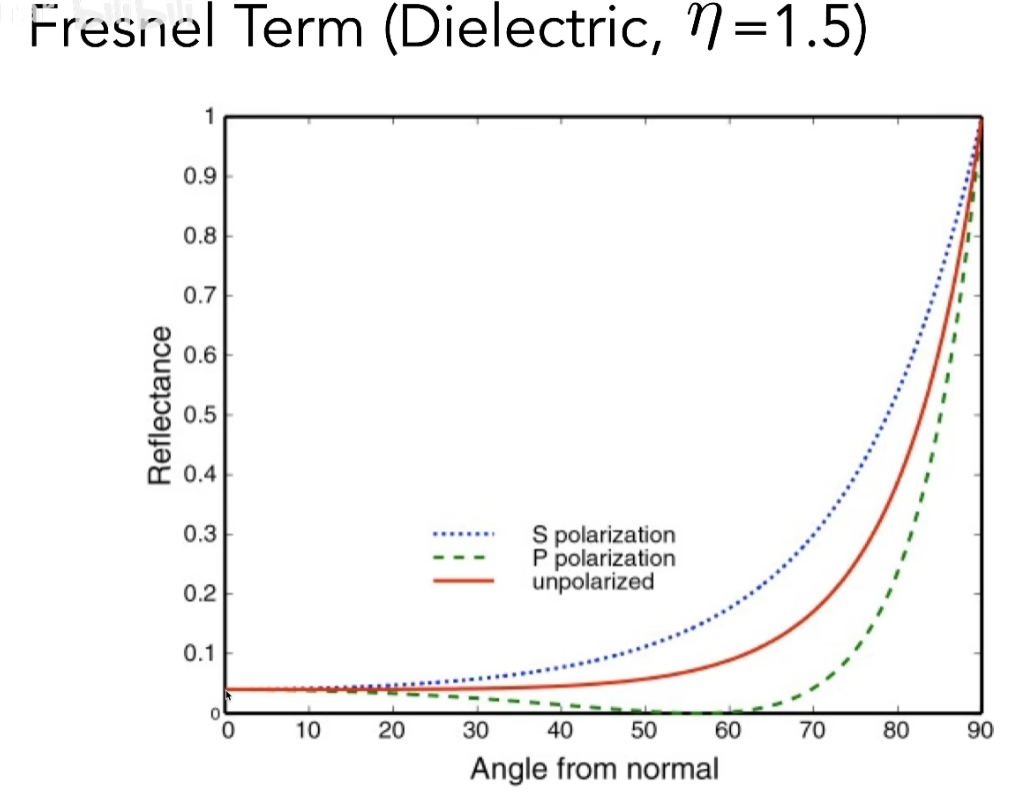 Fresnel Term (Dielectric, η=1.5)
1
0.9
0.8
0.7
0.6
0.5
0.4
0.3
0.2
0.1
0
Reflectance
S polarization
P polarization
unpolarized
0 10 20 30 40 50 60 70 80 90
Angle from normal